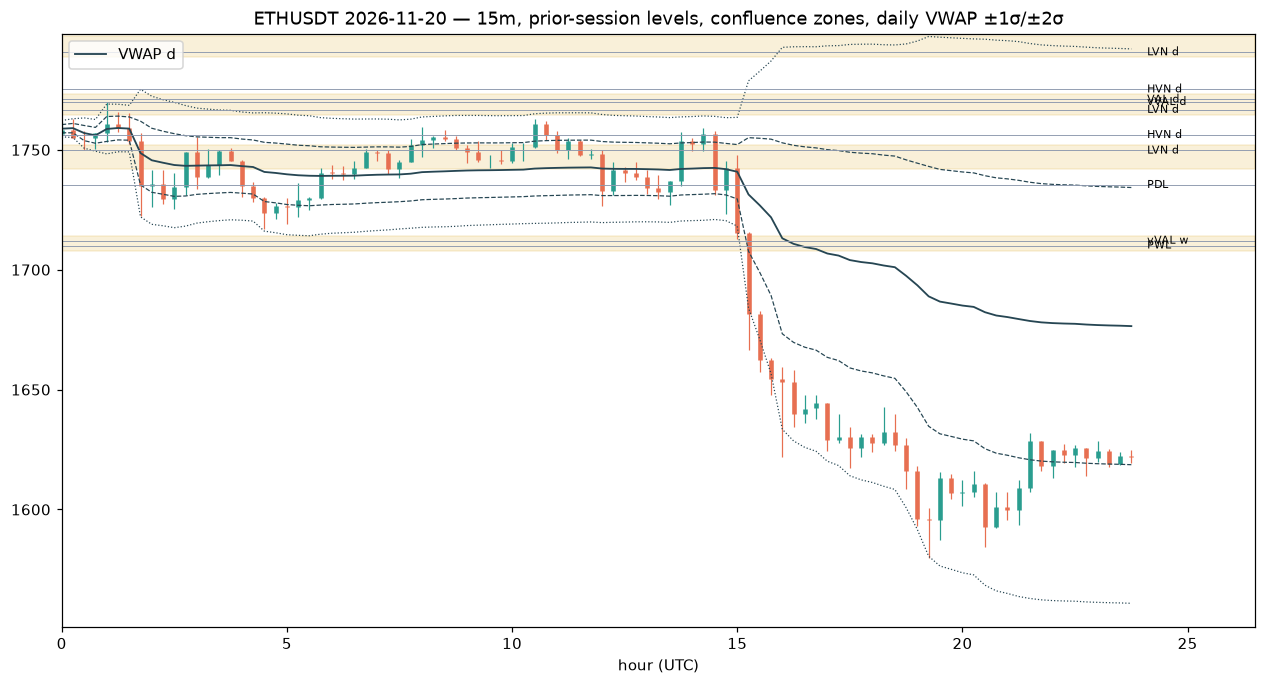 ETHUSDT 2026-11-20 — 15m, prior-session levels, confluence zones, daily VWAP ±1σ/±2σ
VWAP d
LVN d
HVN d
LVN d
HVN d
LVN d
PDL
VAL w
PWL
1750
1700
1650
1600
0
5
10
15
20
25
hour (UTC)